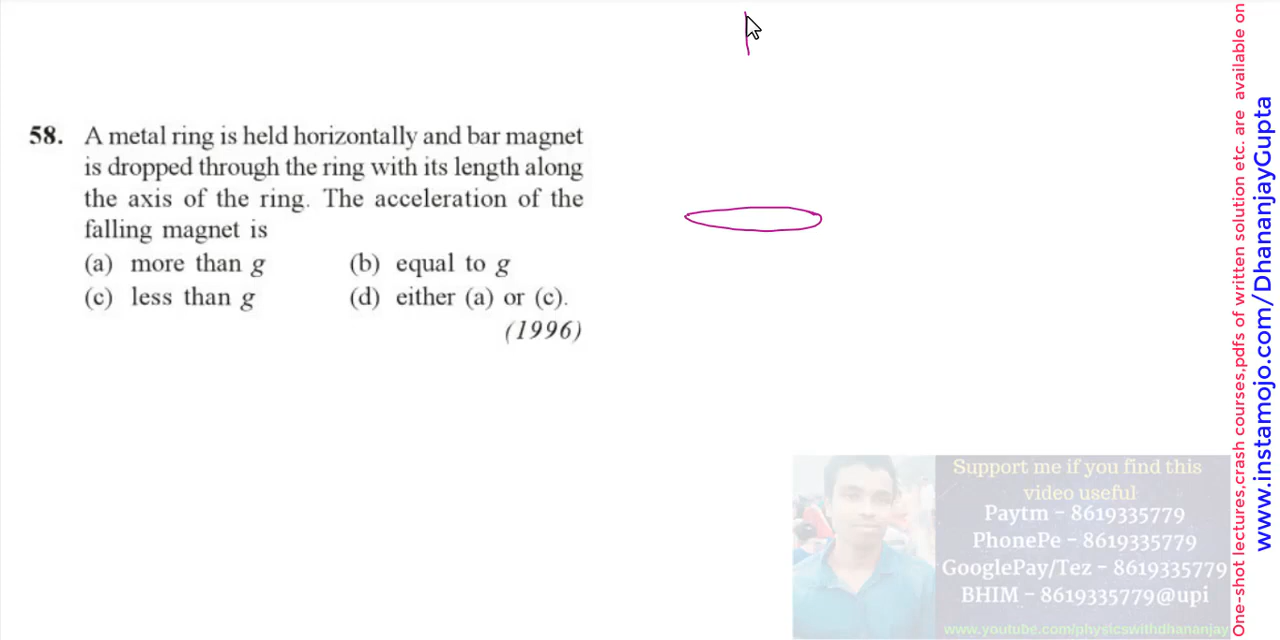 58. A metal ring is held horizontally and bar magnet
is dropped through the ring with its length along
the axis of the ring. The acceleration of the
falling magnet is
(a) more than g (b) equal to g
(c) less than g (d) either (a) or (c).
(1996)
Support me if you find this
video useful
Paytm - 8619335779
PhonePe - 8619335779
GooglePay/Tez - 8619335779
BHIM - 8619335779@upi
www.youtube.com/physicswithdhananjay
One-shot lectures,crash courses,pdfs of written solution etc. are available on
www.instamojo.com/DhananjayGupta